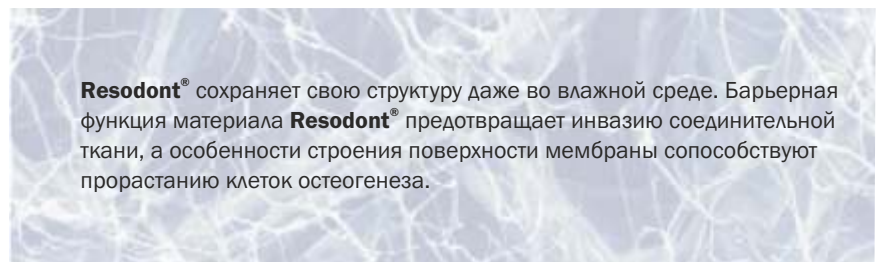 Resodont® сохраняет свою структуру даже во влажной среде. Барьерная
функция материала Resodont® предотвращает инвазию соединительной
ткани, а особенности строения поверхности мембраны сопособствуют
прорастанию клеток остеогенеза.